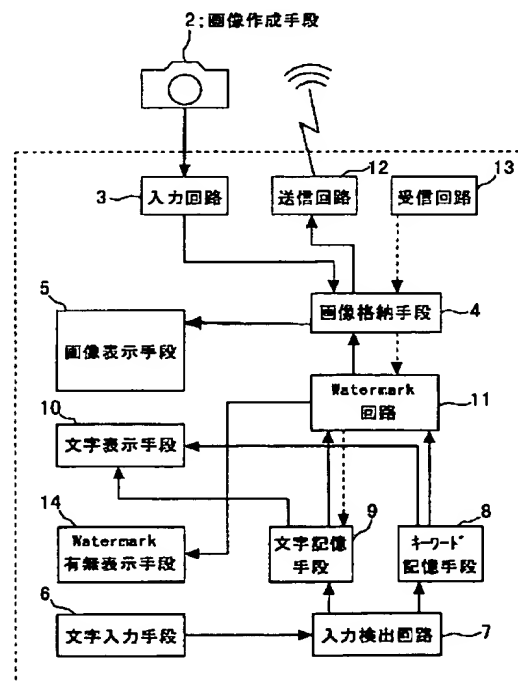 2:画像作成手段
12
13
3
入力回路
送信回路
受信回路
5
画像格納手段
4
画像表示手段
Watermark
回路
11
10
文字表示手段
14
9
8
Watermark
有無表示手段
文字記憶
手段
キーワード
記憶手段
6
文字入力手段
入力検出回路
7